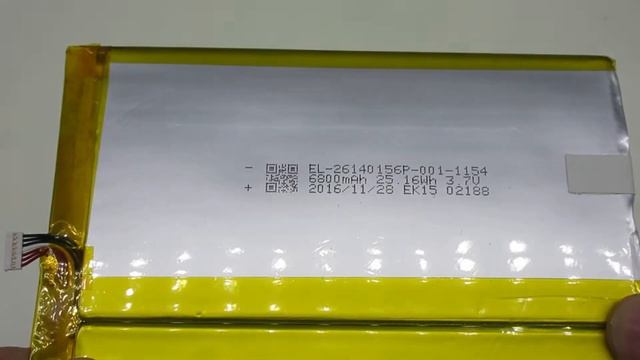 - EL-26140156P-001-1154
6800mAh 25.16Wh 3.7V
+ 2016/11/28 EK15 02188